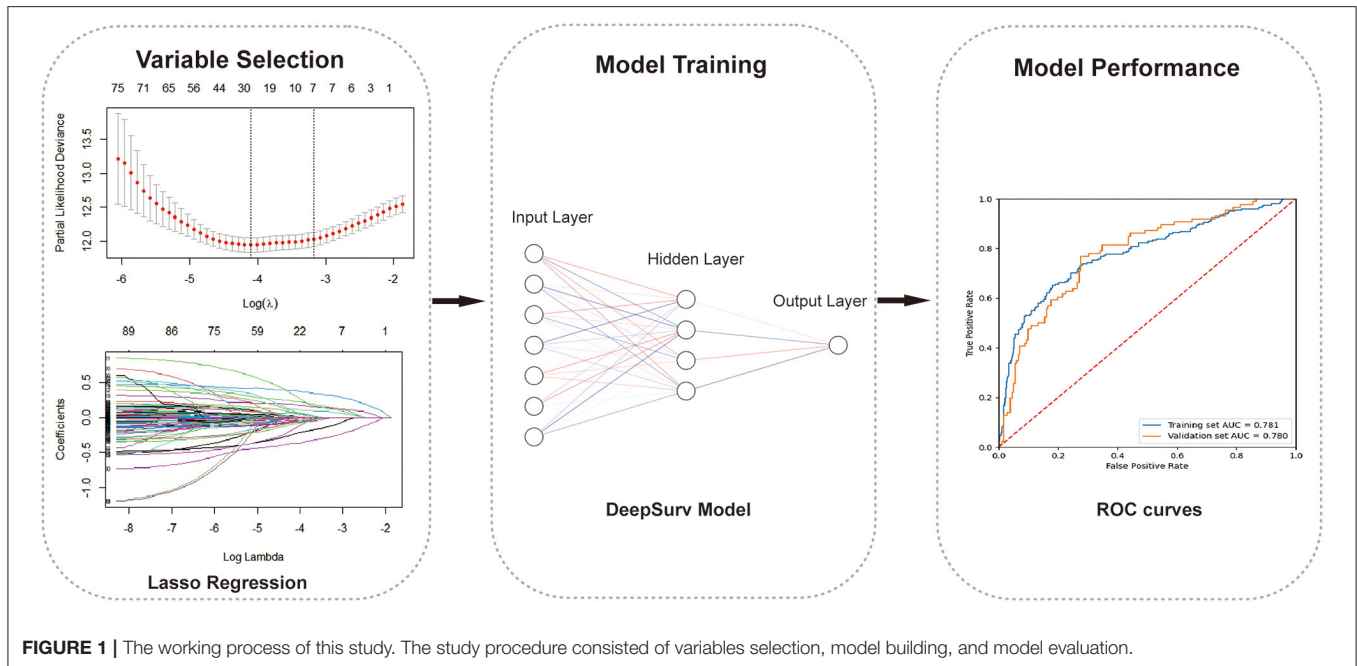 Variable Selection
75 71 65 56 44 30 19 10 7 7 6 3 1
Partial Likelihood Deviance
13.5
13.0
12.5
12.0
-6 -5 -4 -3 -2
Log(λ)
89 86 75 59 22 7 1
Coefficients
0.5
0.0
-0.5
-1.0
-8 -7 -6 -5 -4 -3 -2
Log Lambda
Lasso Regression
Model Training
Input Layer
Hidden Layer
Output Layer
DeepSurv Model
Model Performance
True Positive Rate
1.0
0.8
0.6
0.4
0.2
0.0
0.0 0.2 0.4 0.6 0.8 1.0
False Positive Rate
Training set AUC = 0.781
Validation set AUC = 0.780
ROC curves
FIGURE 1 | The working process of this study. The study procedure consisted of variables selection, model building, and model evaluation.